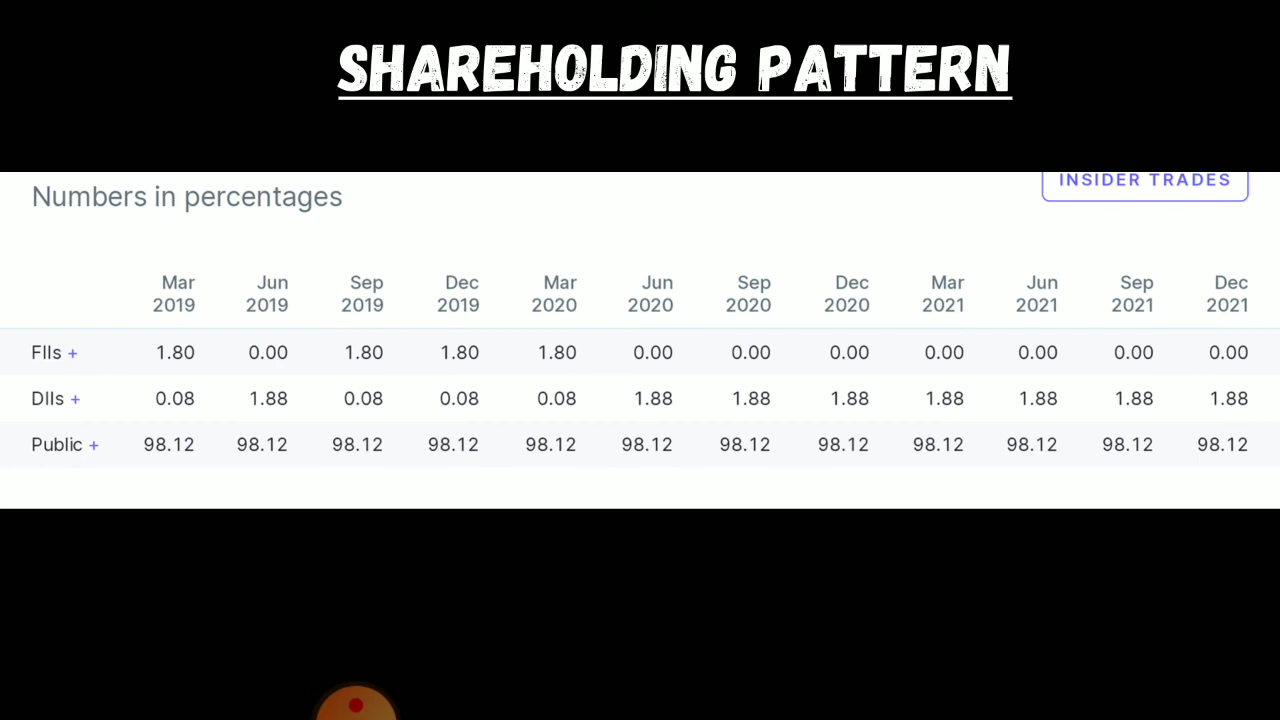 SHAREHOLDING PATTERN
INSIDER TRADES
Numbers in percentages
Mar Jun Sep Dec Mar Jun Sep Dec Mar Jun Sep Dec
2019 2019 2019 2019 2020 2020 2020 2020 2021 2021 2021 2021
FIIs + 1.80 0.00 1.80 1.80 1.80 0.00 0.00 0.00 0.00 0.00 0.00 0.00
DIIs + 0.08 1.88 0.08 0.08 0.08 1.88 1.88 1.88 1.88 1.88 1.88 1.88
Public + 98.12 98.12 98.12 98.12 98.12 98.12 98.12 98.12 98.12 98.12 98.12 98.12